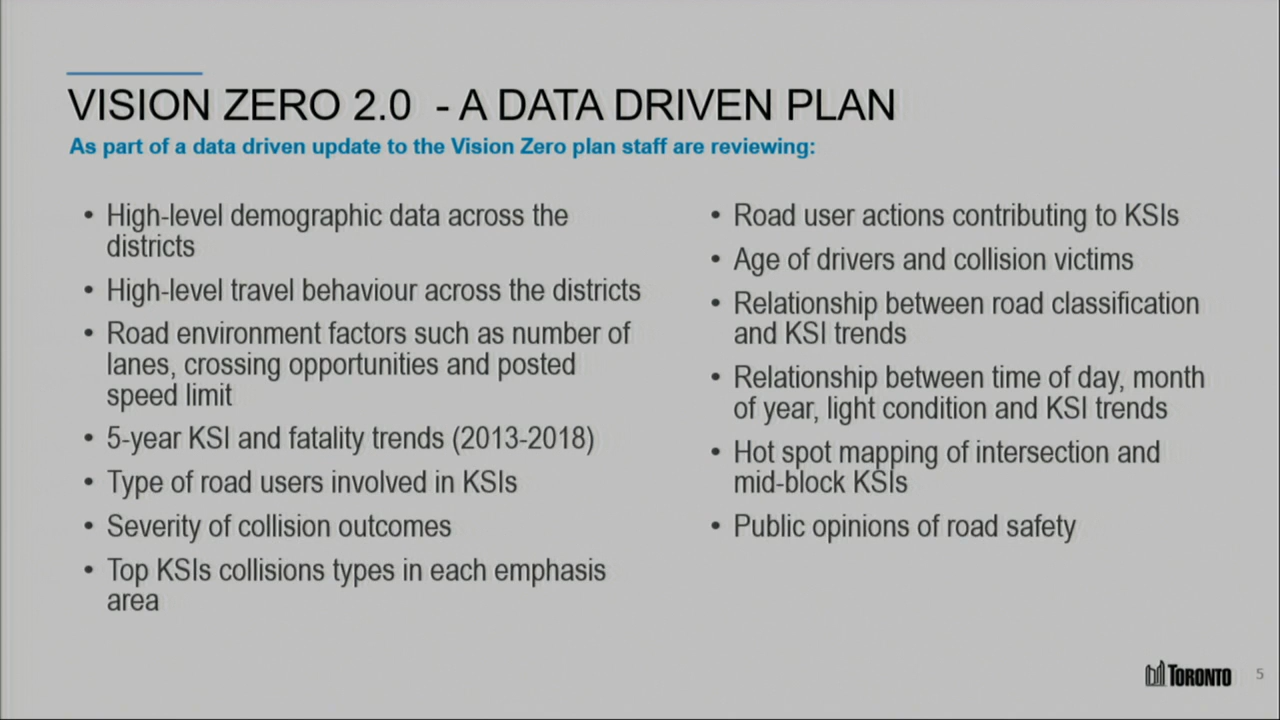 VISION ZERO 2.0 - A DATA DRIVEN PLAN
As part of a data driven update to the Vision Zero plan staff are reviewing:
• High-level demographic data across the
districts
• High-level travel behaviour across the districts
• Road environment factors such as number of
lanes, crossing opportunities and posted
speed limit
• 5-year KSI and fatality trends (2013-2018)
• Type of road users involved in KSIs
• Severity of collision outcomes
• Top KSIs collisions types in each emphasis
area
• Road user actions contributing to KSIs
• Age of drivers and collision victims
• Relationship between road classification
and KSI trends
• Relationship between time of day, month
of year, light condition and KSI trends
• Hot spot mapping of intersection and
mid-block KSIs
• Public opinions of road safety
TORONTO
5